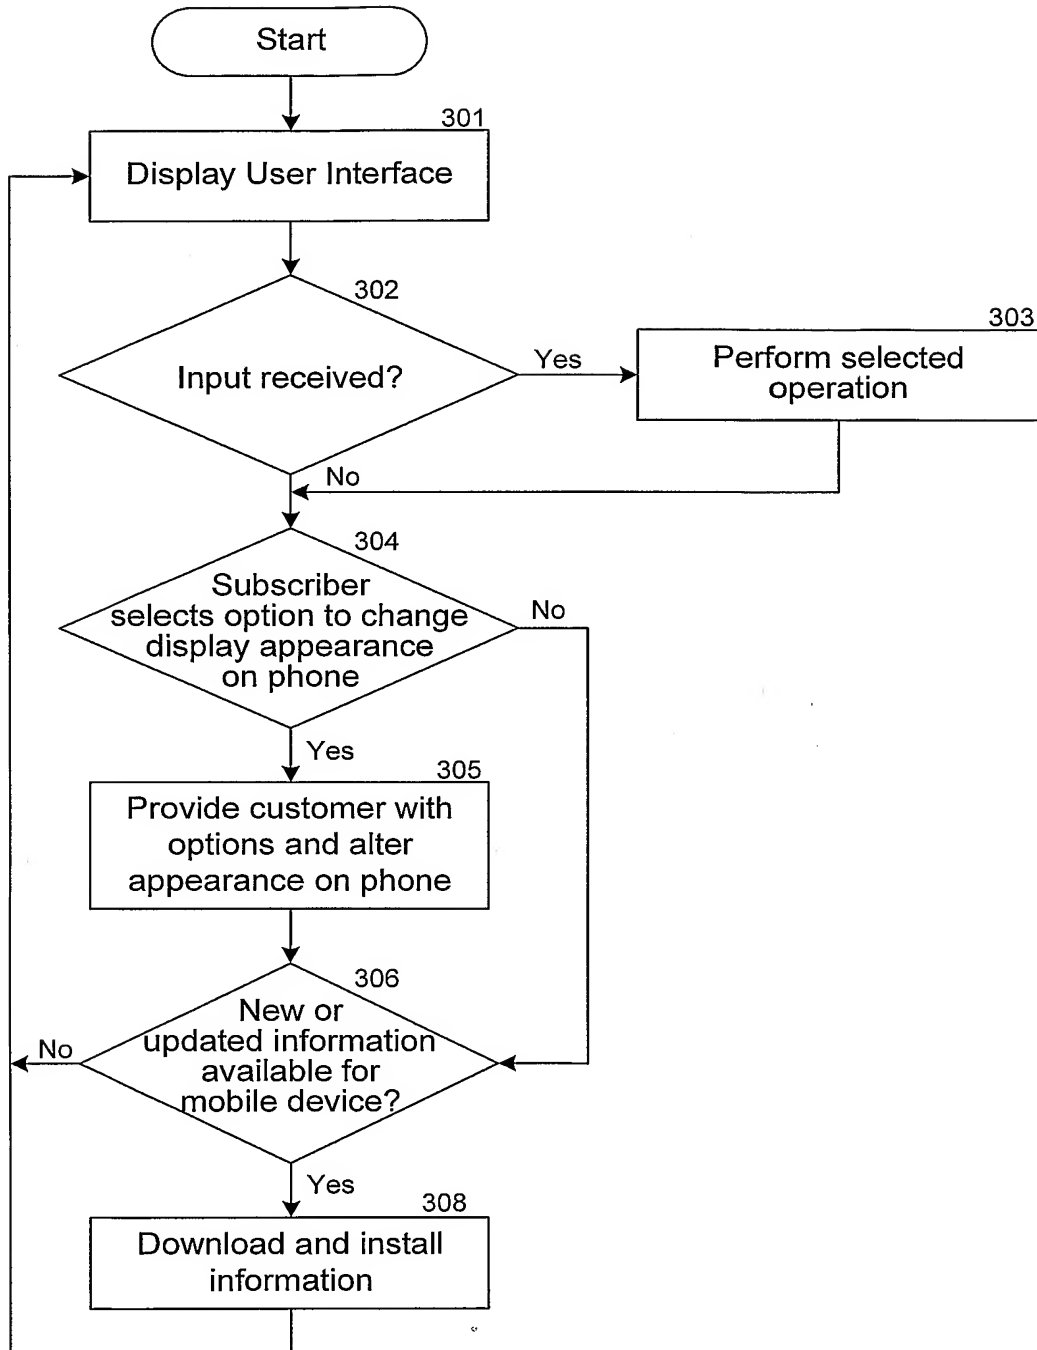 Start
301
Display User Interface
302
Input received?
Yes
303
Perform selected
operation
No
304
Subscriber
selects option to change
display appearance
on phone
No
Yes
305
Provide customer with
options and alter
appearance on phone
306
New or
updated information
available for
mobile device?
No
Yes
308
Download and install
information